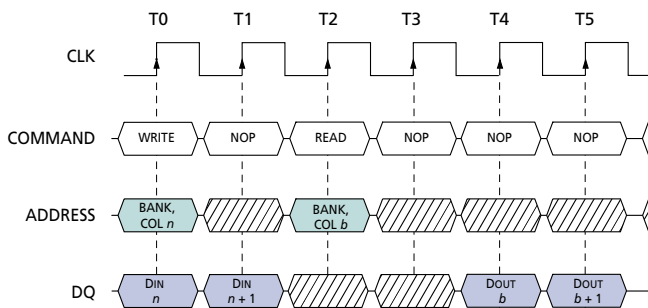 T0 T1 T2 T3 T4 T5
CLK
COMMAND WRITE NOP READ NOP NOP NOP
ADDRESS BANK, COL n BANK, COL b
DQ DIN n DIN n + 1 DOUT b DOUT b + 1